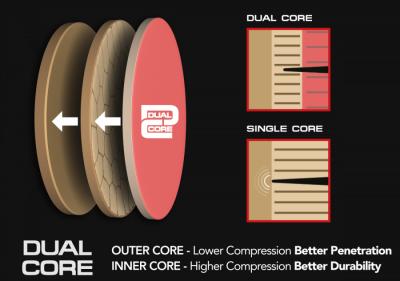 DUAL CORE
2
DUAL
CORE
SINGLE CORE
DUAL
CORE
OUTER CORE - Lower Compression Better Penetration
INNER CORE - Higher Compression Better Durability